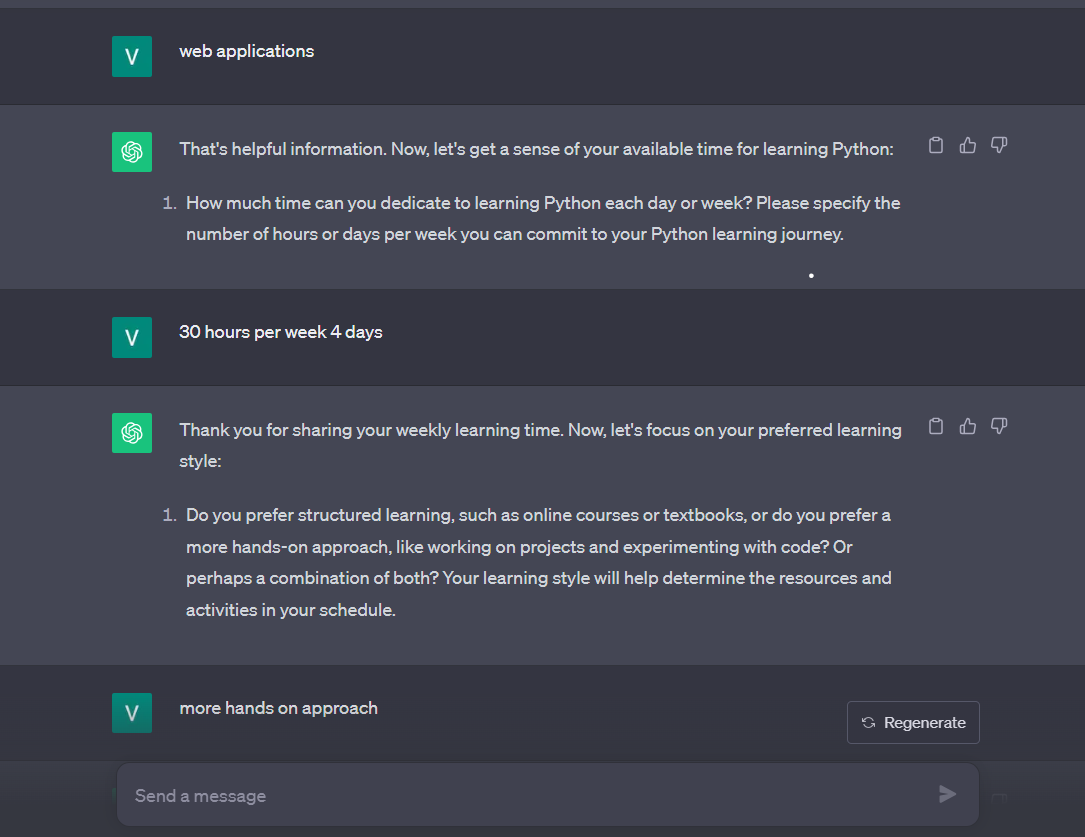 V
web applications
That's helpful information. Now, let's get a sense of your available time for learning Python:
1. How much time can you dedicate to learning Python each day or week? Please specify the
number of hours or days per week you can commit to your Python learning journey.
V
30 hours per week 4 days
Thank you for sharing your weekly learning time. Now, let's focus on your preferred learning
style:
1. Do you prefer structured learning, such as online courses or textbooks, or do you prefer a
more hands-on approach, like working on projects and experimenting with code? Or
perhaps a combination of both? Your learning style will help determine the resources and
activities in your schedule.
V
more hands on approach
Regenerate
Send a message